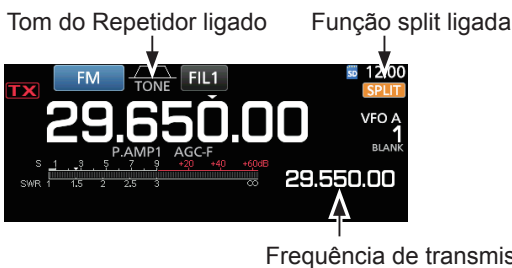 Tom do Repetidor ligado Função split ligada
FM TONE FIL1 SD 12:00
TX SPLIT
29.650.00 VFO A
1
P.AMP1 AGC-F BLANK
S 1 3 5 7 9 +20 +40 +60dB
SWR 1 1.5 2 2.5 3 ∞ 29.550.00
Frequência de transmis